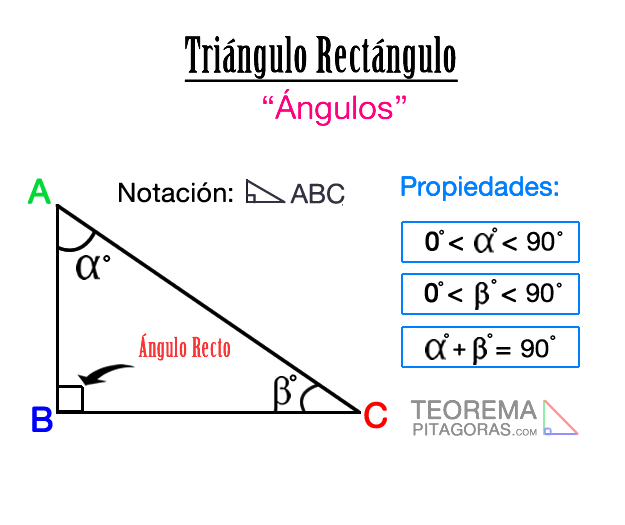 Triángulo Rectángulo
“Ángulos”
Notación: ABC
Propiedades:
A
α°
0° < α° < 90°
0° < β° < 90°
α° + β° = 90°
Ángulo Recto
β°
B
C
TEOREMA
PITAGORAS.COM